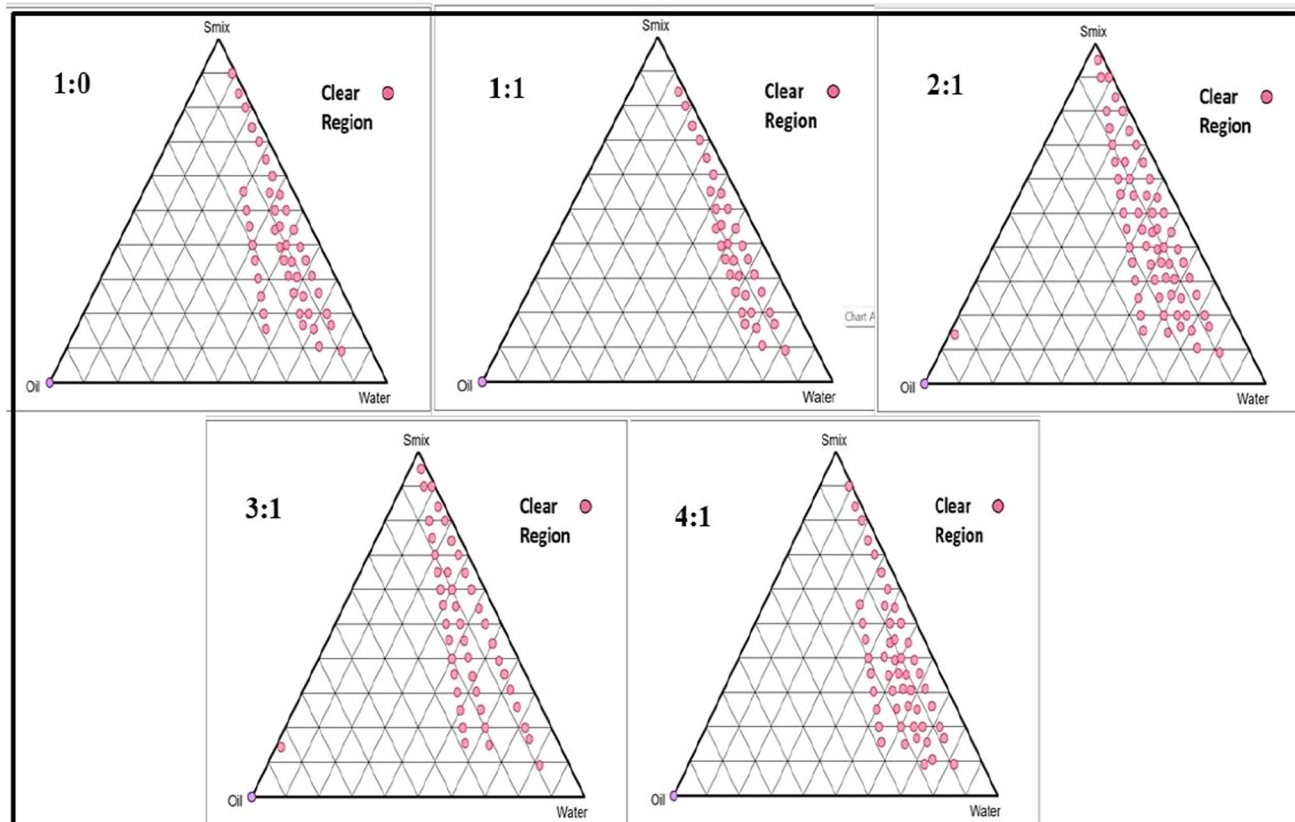 Smix
1:0
Clear
Region
Oil
Water
Smix
1:1
Clear
Region
Chart A
Oil
Water
Smix
2:1
Clear
Region
Oil
Water
Smix
3:1
Clear
Region
Oil
Water
Smix
4:1
Clear
Region
Oil
Water